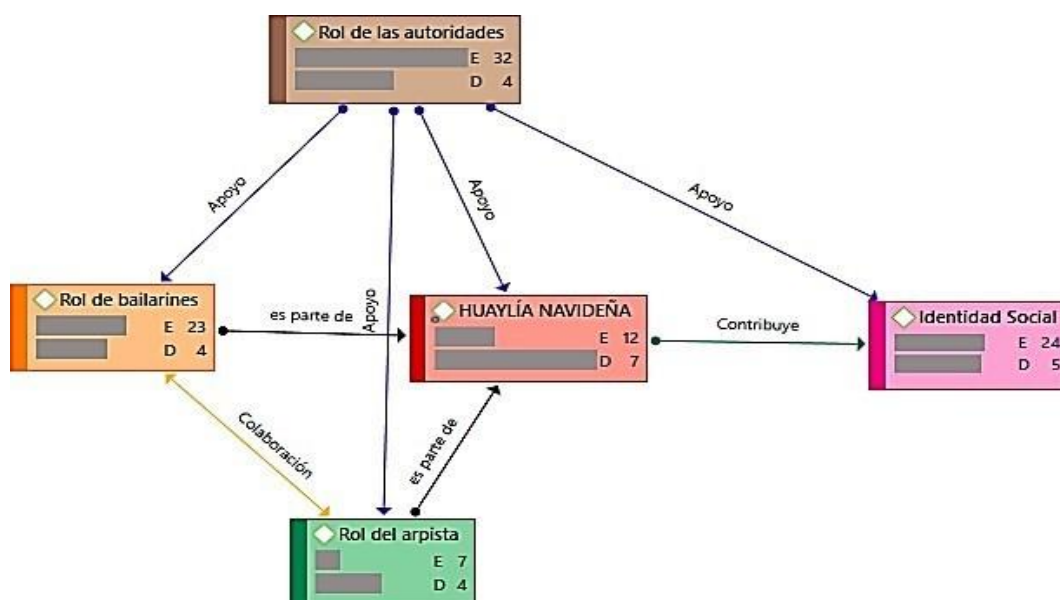 Rol de las autoridades
E 32
D 4
Apoyo
Apoyo
Apoyo
Apoyo
Rol de bailarines
E 23
D 4
es parte de
HUAYLÍA NAVIDEÑA
E 12
D 7
Contribuye
Identidad Social
E 24
D 5
Colaboración
es parte de
Rol del arpista
E 7
D 4